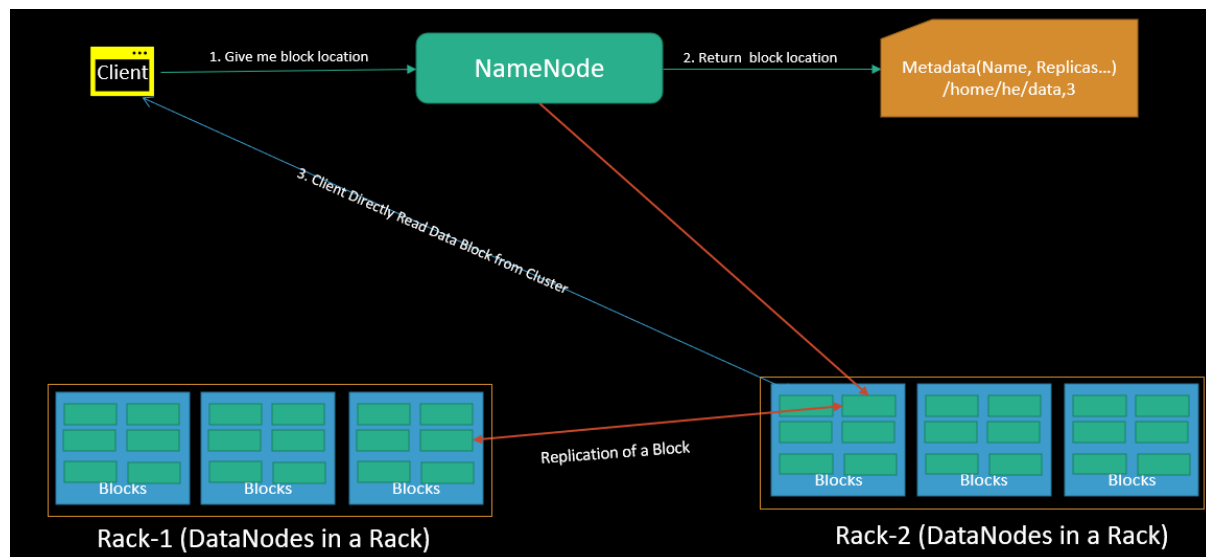 1. Give me block location
2. Return block location
Client
NameNode
Metadata(Name, Replicas...)
/home/he/data,3
3. Client Directly Read Data Block from Cluster
Replication of a Block
Blocks
Blocks
Blocks
Blocks
Blocks
Blocks
Rack-1 (DataNodes in a Rack)
Rack-2 (DataNodes in a Rack)